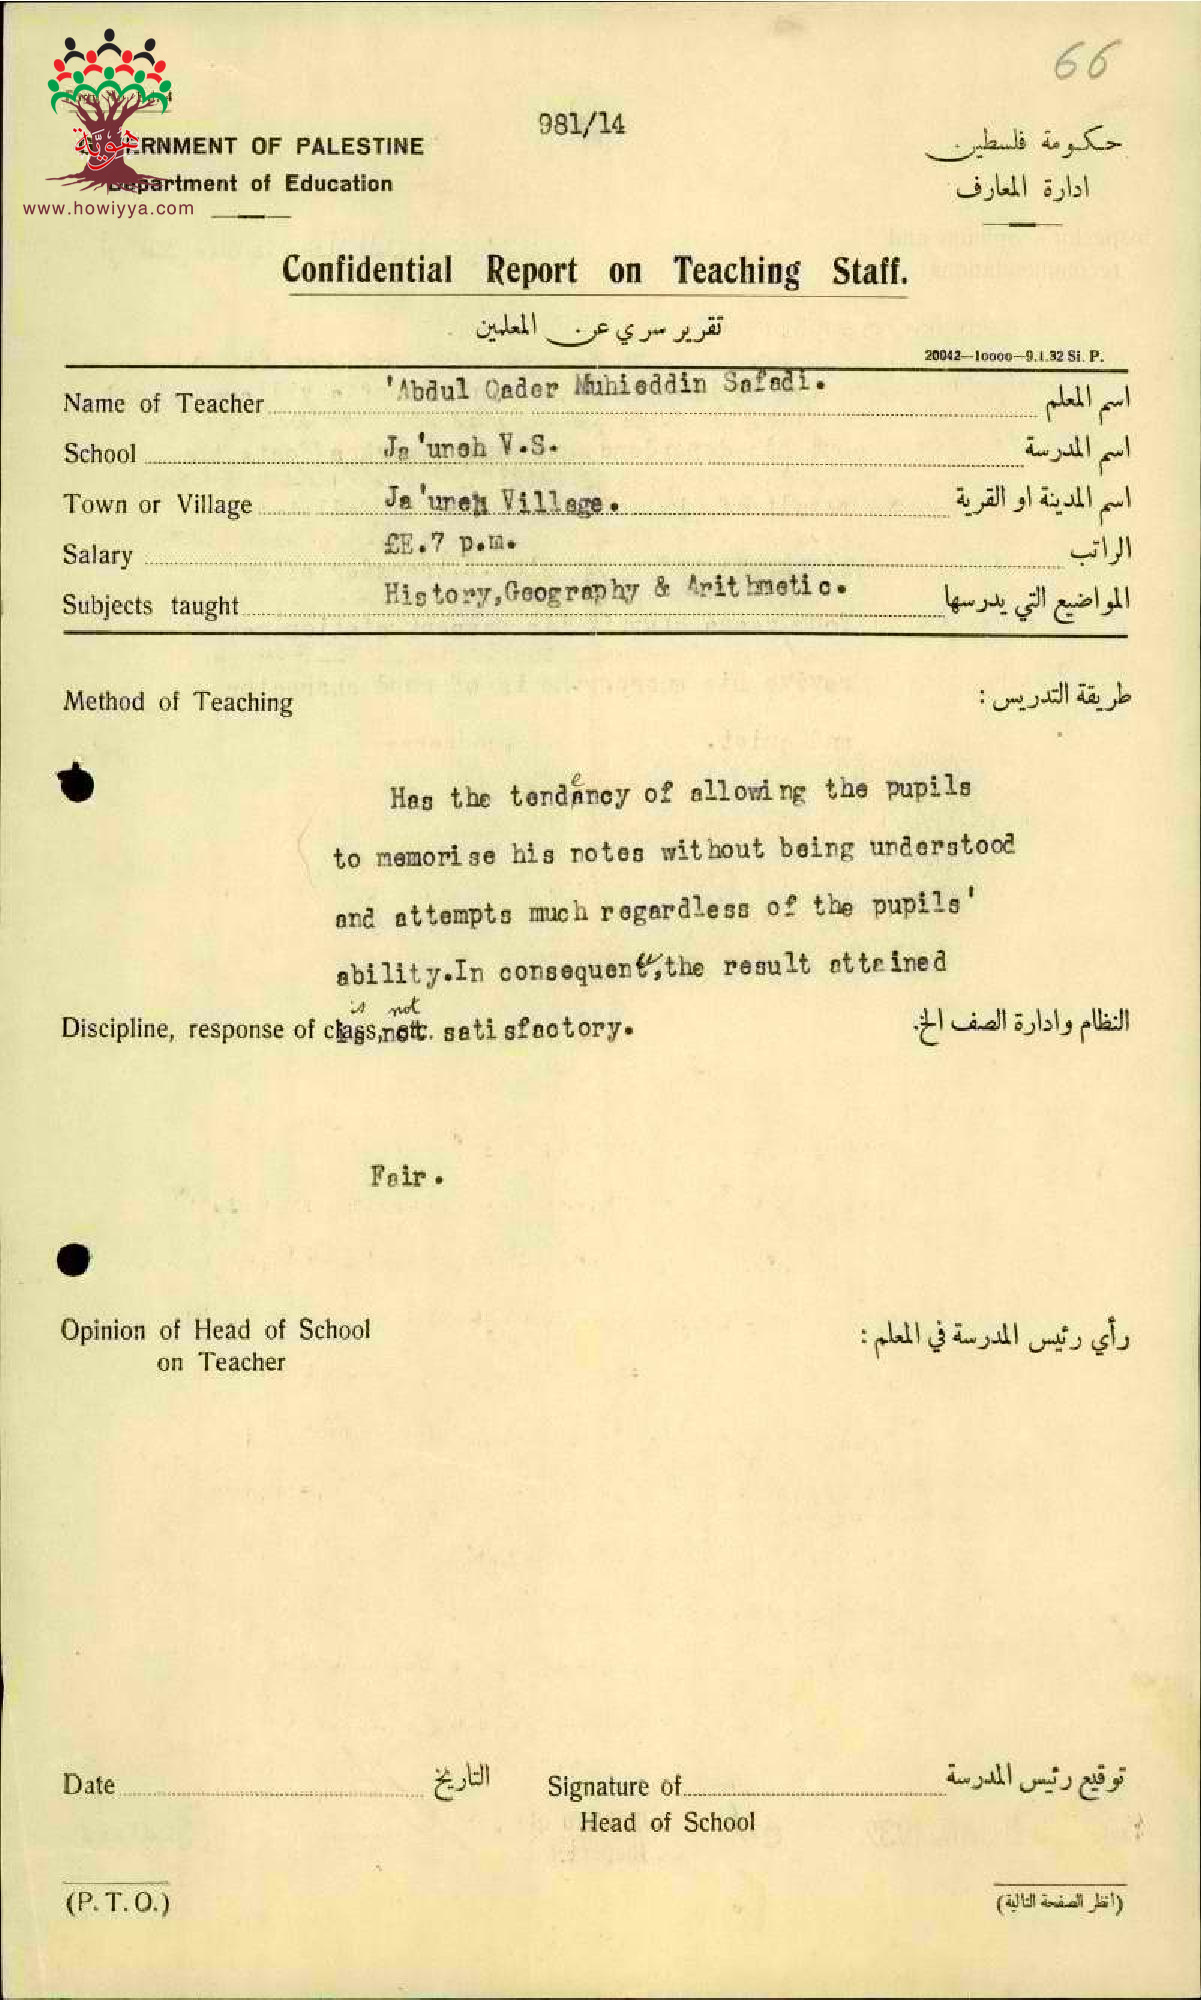 66
981/14
GOVERNMENT OF PALESTINE
حكومة فلسطين
Department of Education
ادارة المعارف
هويّة
www.howiyya.com
Confidential Report on Teaching Staff.
تقرير سري عن المعلمين
20042—10000—9.1.32 Si. P.
Name of Teacher 'Abdul Qader Muhieddin Safadi. اسم المعلم
School Ja'uneh V.S. اسم المدرسة
Town or Village Ja'uneh Village. اسم المدينة او القرية
Salary £E.7 p.m. الراتب
Subjects taught History,Geography & Arithmetic. المواضيع التي يدرسها
Method of Teaching طريقة التدريس :
Has the tendency of allowing the pupils
to memorise his notes without being understood
and attempts much regardless of the pupils'
ability.In consequent,the result attained
is not
Discipline, response of class, etc. satisfactory. النظام وادارة الصف الخ.
Fair.
Opinion of Head of School رأي رئيس المدرسة في المعلم :
on Teacher
Date التاريخ Signature of توقيع رئيس المدرسة
Head of School
(P. T. O.) (انظر الصفحة التالية)